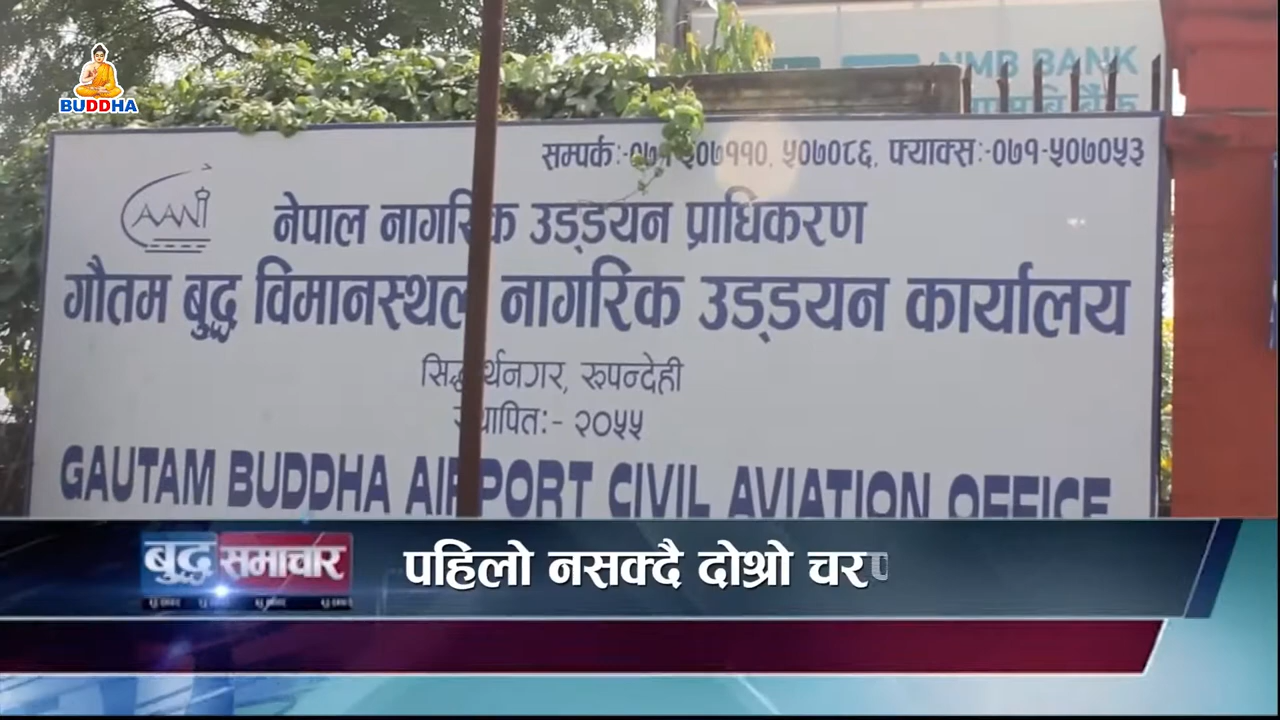 BUDDHA
NMB BANK
सम्पर्क:-०७१-५०७११०, ५०७०८६, फ्याक्स:-०७१-५०७०५३
AANI
नेपाल नागरिक उड्डयन प्राधिकरण
गौतम बुद्ध विमानस्थल नागरिक उड्डयन कार्यालय
सिद्धार्थनगर, रुपन्देही
स्थापित:- २०५५
GAUTAM BUDDHA AIRPORT CIVIL AVIATION OFFICE
बुद्ध समाचार
पहिलो नसक्दै दोश्रो चर